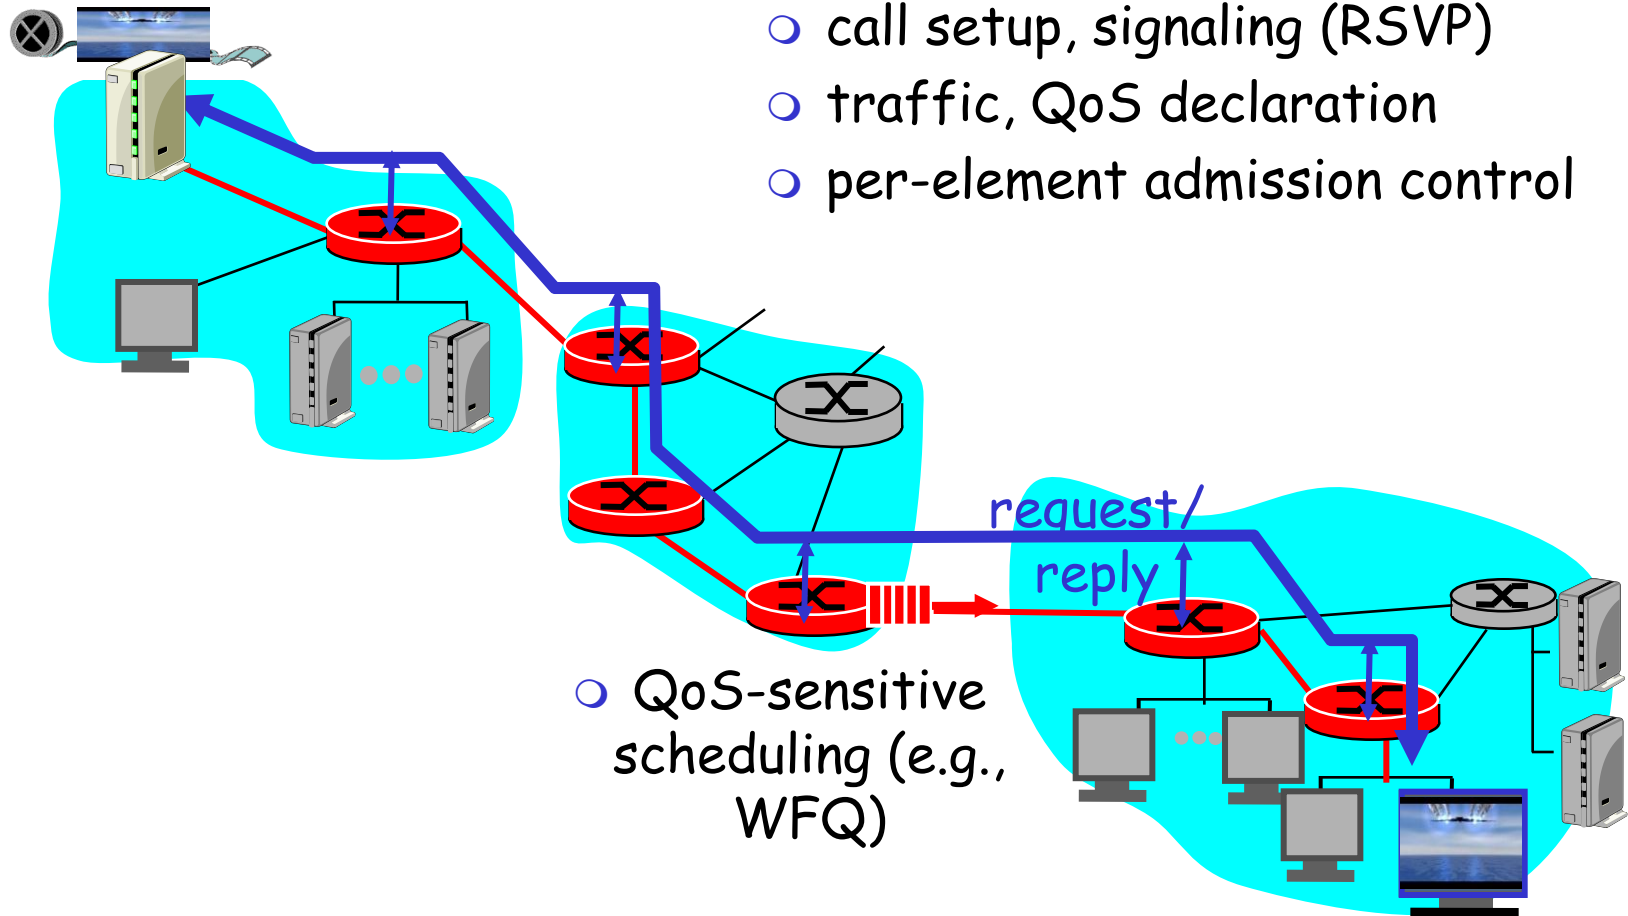 call setup, signaling (RSVP)
traffic, QoS declaration
per-element admission control
request/
reply
QoS-sensitive
scheduling (e.g.,
WFQ)